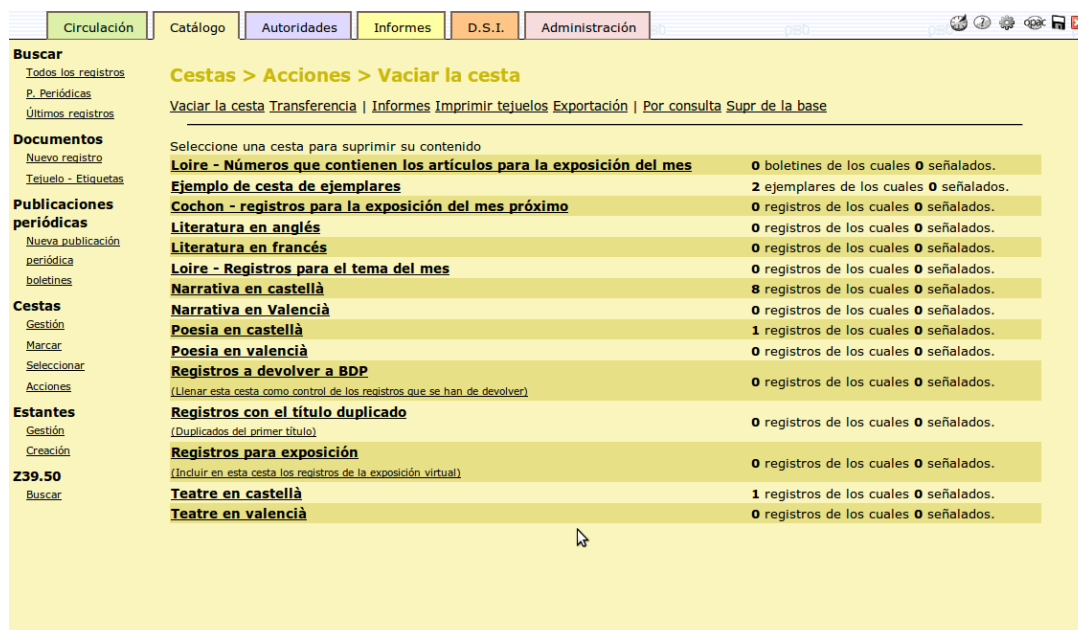 Circulación Catálogo Autoridades Informes D.S.I. Administración opac
Buscar
Todos los registros
P. Periódicas
Últimos registros
Documentos
Nuevo registro
Tejuelo - Etiquetas
Publicaciones
periódicas
Nueva publicación
periódica
boletines
Cestas
Gestión
Marcar
Seleccionar
Acciones
Estantes
Gestión
Creación
Z39.50
Buscar
Cestas > Acciones > Vaciar la cesta
Vaciar la cesta Transferencia | Informes Imprimir tejuelos Exportación | Por consulta Supr de la base
Seleccione una cesta para suprimir su contenido
Loire - Números que contienen los artículos para la exposición del mes 0 boletines de los cuales 0 señalados.
Ejemplo de cesta de ejemplares 2 ejemplares de los cuales 0 señalados.
Cochon - registros para la exposición del mes próximo 0 registros de los cuales 0 señalados.
Literatura en anglés 0 registros de los cuales 0 señalados.
Literatura en francés 0 registros de los cuales 0 señalados.
Loire - Registros para el tema del mes 0 registros de los cuales 0 señalados.
Narrativa en castellà 8 registros de los cuales 0 señalados.
Narrativa en Valencià 0 registros de los cuales 0 señalados.
Poesia en castellà 1 registros de los cuales 0 señalados.
Poesia en valencià 0 registros de los cuales 0 señalados.
Registros a devolver a BDP 0 registros de los cuales 0 señalados.
(Llenar esta cesta como control de los registros que se han de devolver)
Registros con el título duplicado 0 registros de los cuales 0 señalados.
(Duplicados del primer título)
Registros para exposición 0 registros de los cuales 0 señalados.
(Incluir en esta cesta los registros de la exposición virtual)
Teatre en castellà 1 registros de los cuales 0 señalados.
Teatre en valencià 0 registros de los cuales 0 señalados.